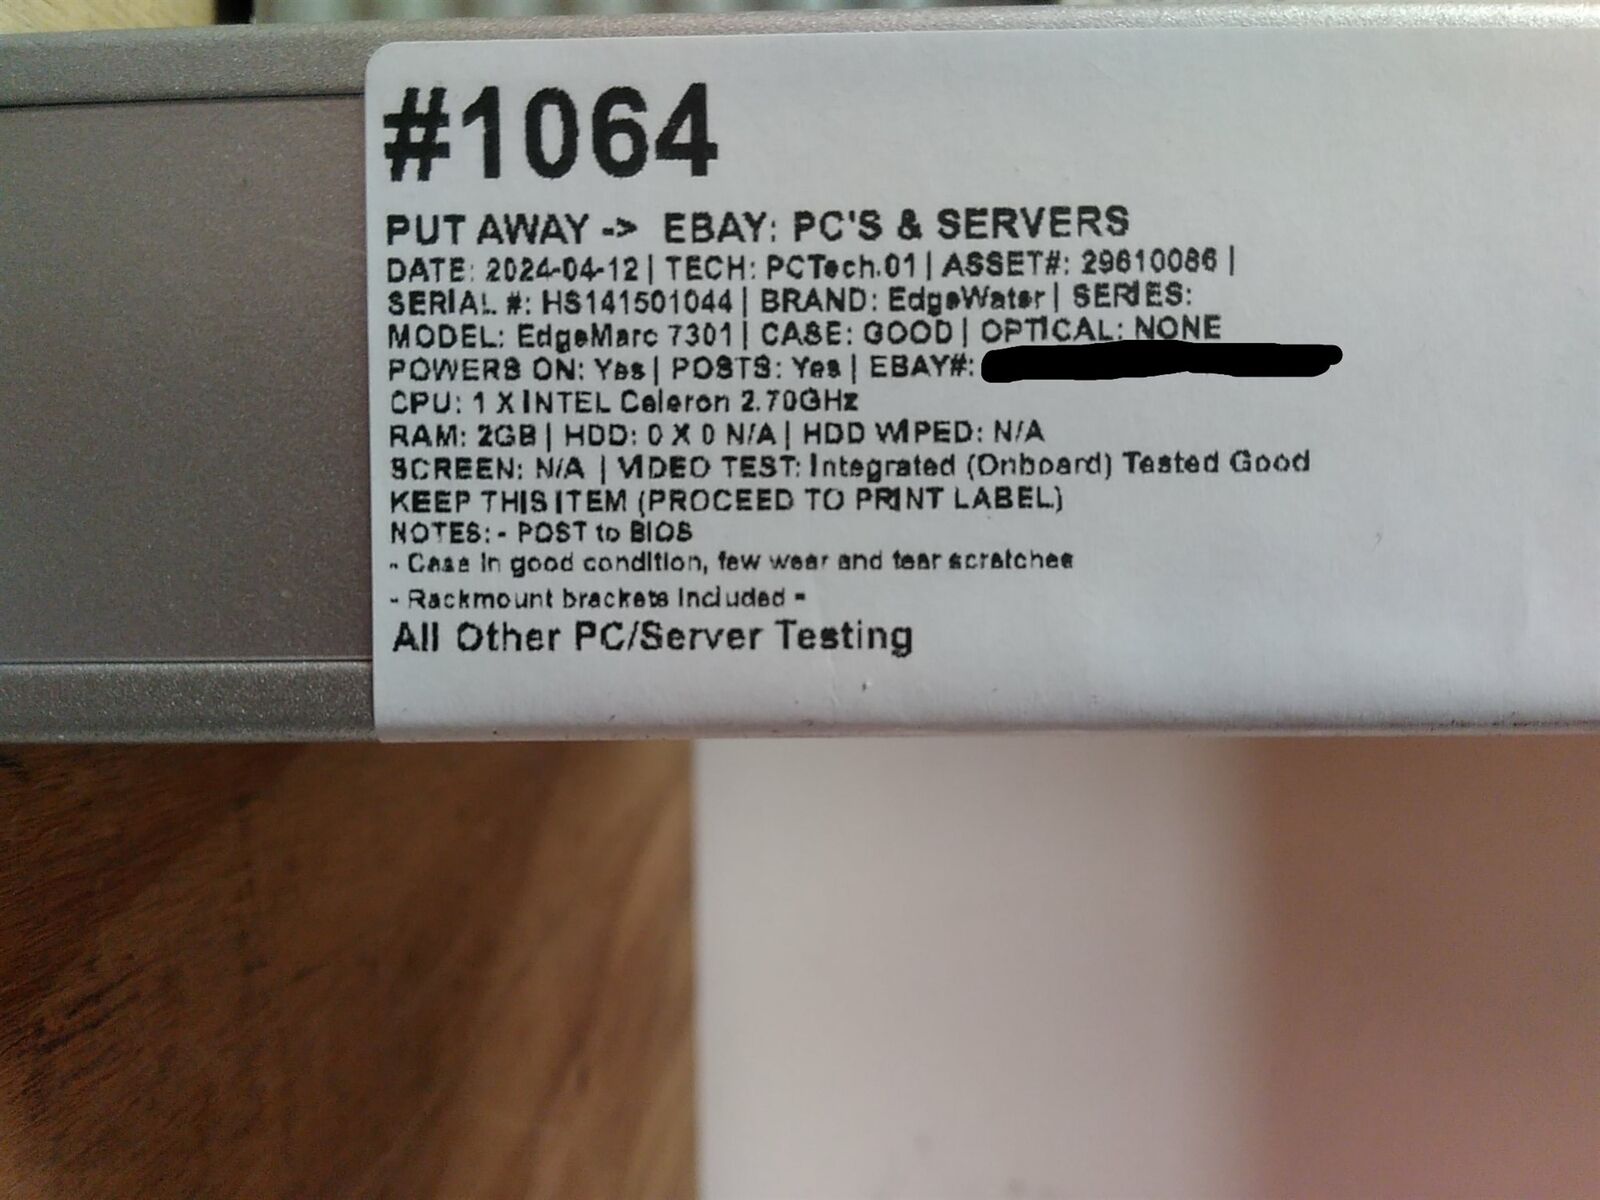 #1064
PUT AWAY -> EBAY: PC'S & SERVERS
DATE: 2024-04-12 | TECH: PCTech.01 | ASSET#: 29610086 |
SERIAL #: HS141501044 | BRAND: EdgeWater | SERIES:
MODEL: EdgeMarc 7301 | CASE: GOOD | OPTICAL: NONE
POWERS ON: Yes | POSTS: Yes | EBAY#:
CPU: 1 X INTEL Celeron 2.70GHz
RAM: 2GB | HDD: 0 X 0 N/A | HDD WIPED: N/A
SCREEN: N/A | VIDEO TEST: Integrated (Onboard) Tested Good
KEEP THIS ITEM (PROCEED TO PRINT LABEL)
NOTES: - POST to BIOS
- Case in good condition, few wear and tear scratches
- Rackmount brackets included -
All Other PC/Server Testing